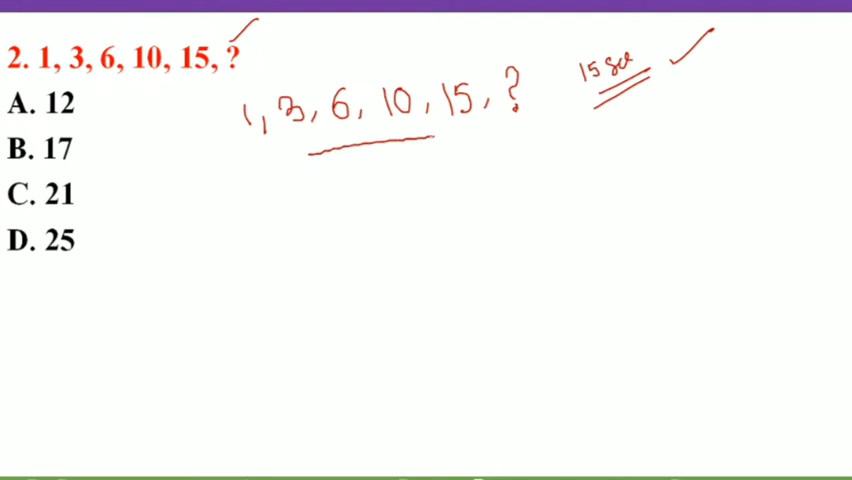 2. 1, 3, 6, 10, 15, ?
1, 3, 6, 10, 15, ?
15 sec
A. 12
B. 17
C. 21
D. 25